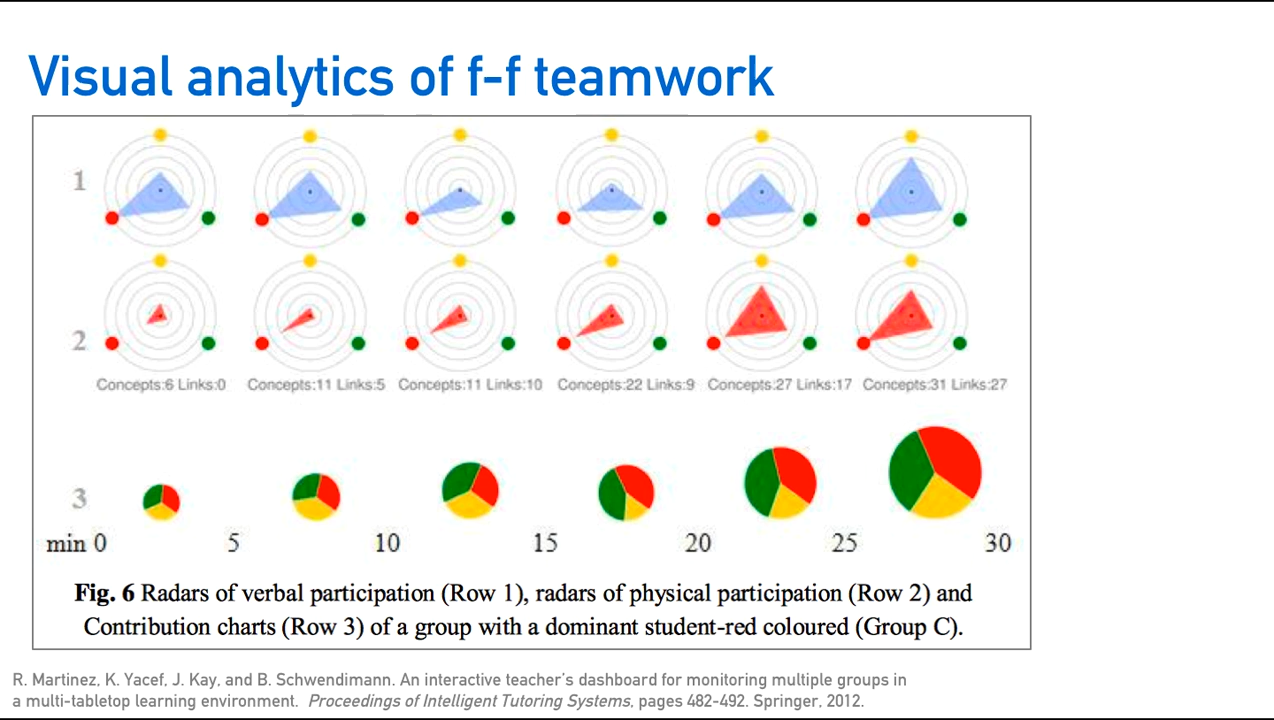 Visual analytics of f-f teamwork
1
2
Concepts:6 Links:0 Concepts:11 Links:5 Concepts:11 Links:10 Concepts:22 Links:9 Concepts:27 Links:17 Concepts:31 Links:27
3
min 0 5 10 15 20 25 30
Fig. 6 Radars of verbal participation (Row 1), radars of physical participation (Row 2) and
Contribution charts (Row 3) of a group with a dominant student-red coloured (Group C).
R. Martinez, K. Yacef, J. Kay, and B. Schwendimann. An interactive teacher's dashboard for monitoring multiple groups in
a multi-tabletop learning environment. Proceedings of Intelligent Tutoring Systems, pages 482-492. Springer, 2012.